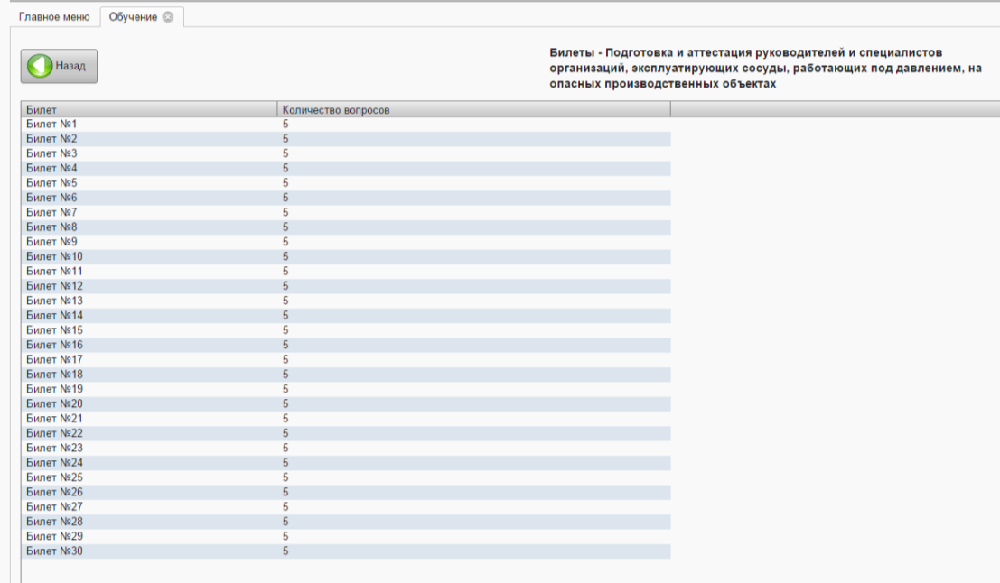 Главное меню Обучение
Назад
Билеты - Подготовка и аттестация руководителей и специалистов
организаций, эксплуатирующих сосуды, работающих под давлением, на
опасных производственных объектах
Билет Количество вопросов
Билет №1 5
Билет №2 5
Билет №3 5
Билет №4 5
Билет №5 5
Билет №6 5
Билет №7 5
Билет №8 5
Билет №9 5
Билет №10 5
Билет №11 5
Билет №12 5
Билет №13 5
Билет №14 5
Билет №15 5
Билет №16 5
Билет №17 5
Билет №18 5
Билет №19 5
Билет №20 5
Билет №21 5
Билет №22 5
Билет №23 5
Билет №24 5
Билет №25 5
Билет №26 5
Билет №27 5
Билет №28 5
Билет №29 5
Билет №30 5